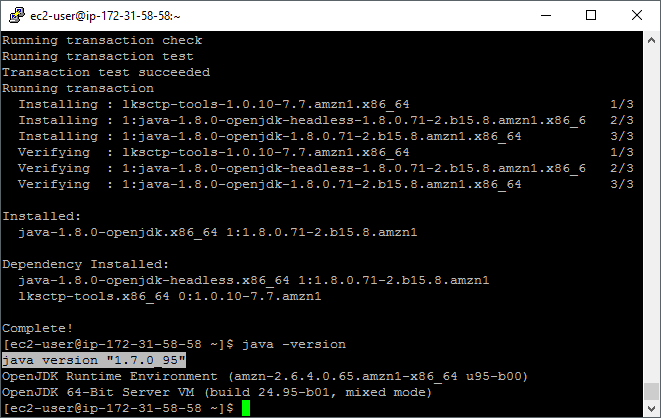 ec2-user@ip-172-31-58-58:~
Running transaction check
Running transaction test
Transaction test succeeded
Running transaction
  Installing : lksctp-tools-1.0.10-7.7.amzn1.x86_64                         1/3
  Installing : 1:java-1.8.0-openjdk-headless-1.8.0.71-2.b15.8.amzn1.x86_6   2/3
  Installing : 1:java-1.8.0-openjdk-1.8.0.71-2.b15.8.amzn1.x86_64           3/3
  Verifying  : lksctp-tools-1.0.10-7.7.amzn1.x86_64                         1/3
  Verifying  : 1:java-1.8.0-openjdk-headless-1.8.0.71-2.b15.8.amzn1.x86_6   2/3
  Verifying  : 1:java-1.8.0-openjdk-1.8.0.71-2.b15.8.amzn1.x86_64           3/3
Installed:
  java-1.8.0-openjdk.x86_64 1:1.8.0.71-2.b15.8.amzn1
Dependency Installed:
  java-1.8.0-openjdk-headless.x86_64 1:1.8.0.71-2.b15.8.amzn1
  lksctp-tools.x86_64 0:1.0.10-7.7.amzn1
Complete!
[ec2-user@ip-172-31-58-58 ~]$ java -version
java version "1.7.0_95"
OpenJDK Runtime Environment (amzn-2.6.4.0.65.amzn1-x86_64 u95-b00)
OpenJDK 64-Bit Server VM (build 24.95-b01, mixed mode)
[ec2-user@ip-172-31-58-58 ~]$